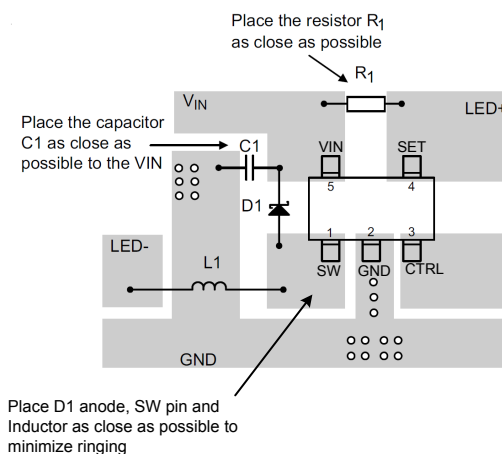 Place the resistor R1
as close as possible
R1
VIN
LED+
Place the capacitor
C1 as close as
possible to the VIN
C1
VIN
SET
5
4
D1
1
2
3
LED-
L1
SW
GND
CTRL
GND
Place D1 anode, SW pin and
Inductor as close as possible to
minimize ringing